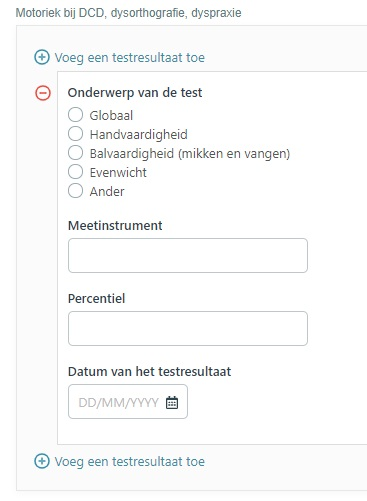 Motoriek bij DCD, dysorthografie, dyspraxie
Voeg een testresultaat toe
Onderwerp van de test
Globaal
Handvaardigheid
Balvaardigheid (mikken en vangen)
Evenwicht
Ander
Meetinstrument
Percentiel
Datum van het testresultaat
DD/MM/YYYY
Voeg een testresultaat toe